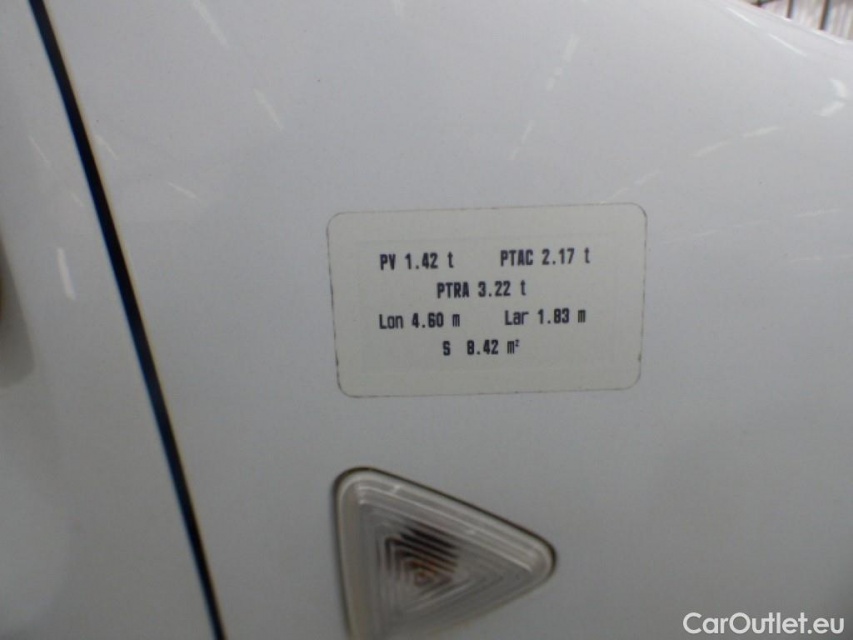 PV 1.42 t PTAC 2.17 t
PTRA 3.22 t
Lon 4.60 m Lar 1.83 m
S 8.42 m²
CarOutlet.eu